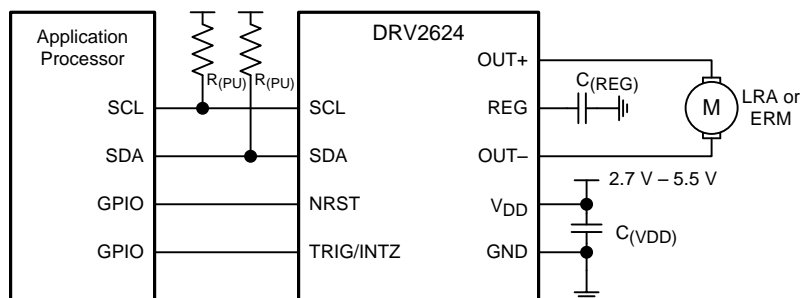 Application
Processor
SCL
SDA
GPIO
GPIO
R(PU)
R(PU)
DRV2624
SCL
SDA
NRST
TRIG/INTZ
OUT+
REG
OUT–
VDD
GND
C(REG)
M
LRA or
ERM
2.7 V – 5.5 V
C(VDD)